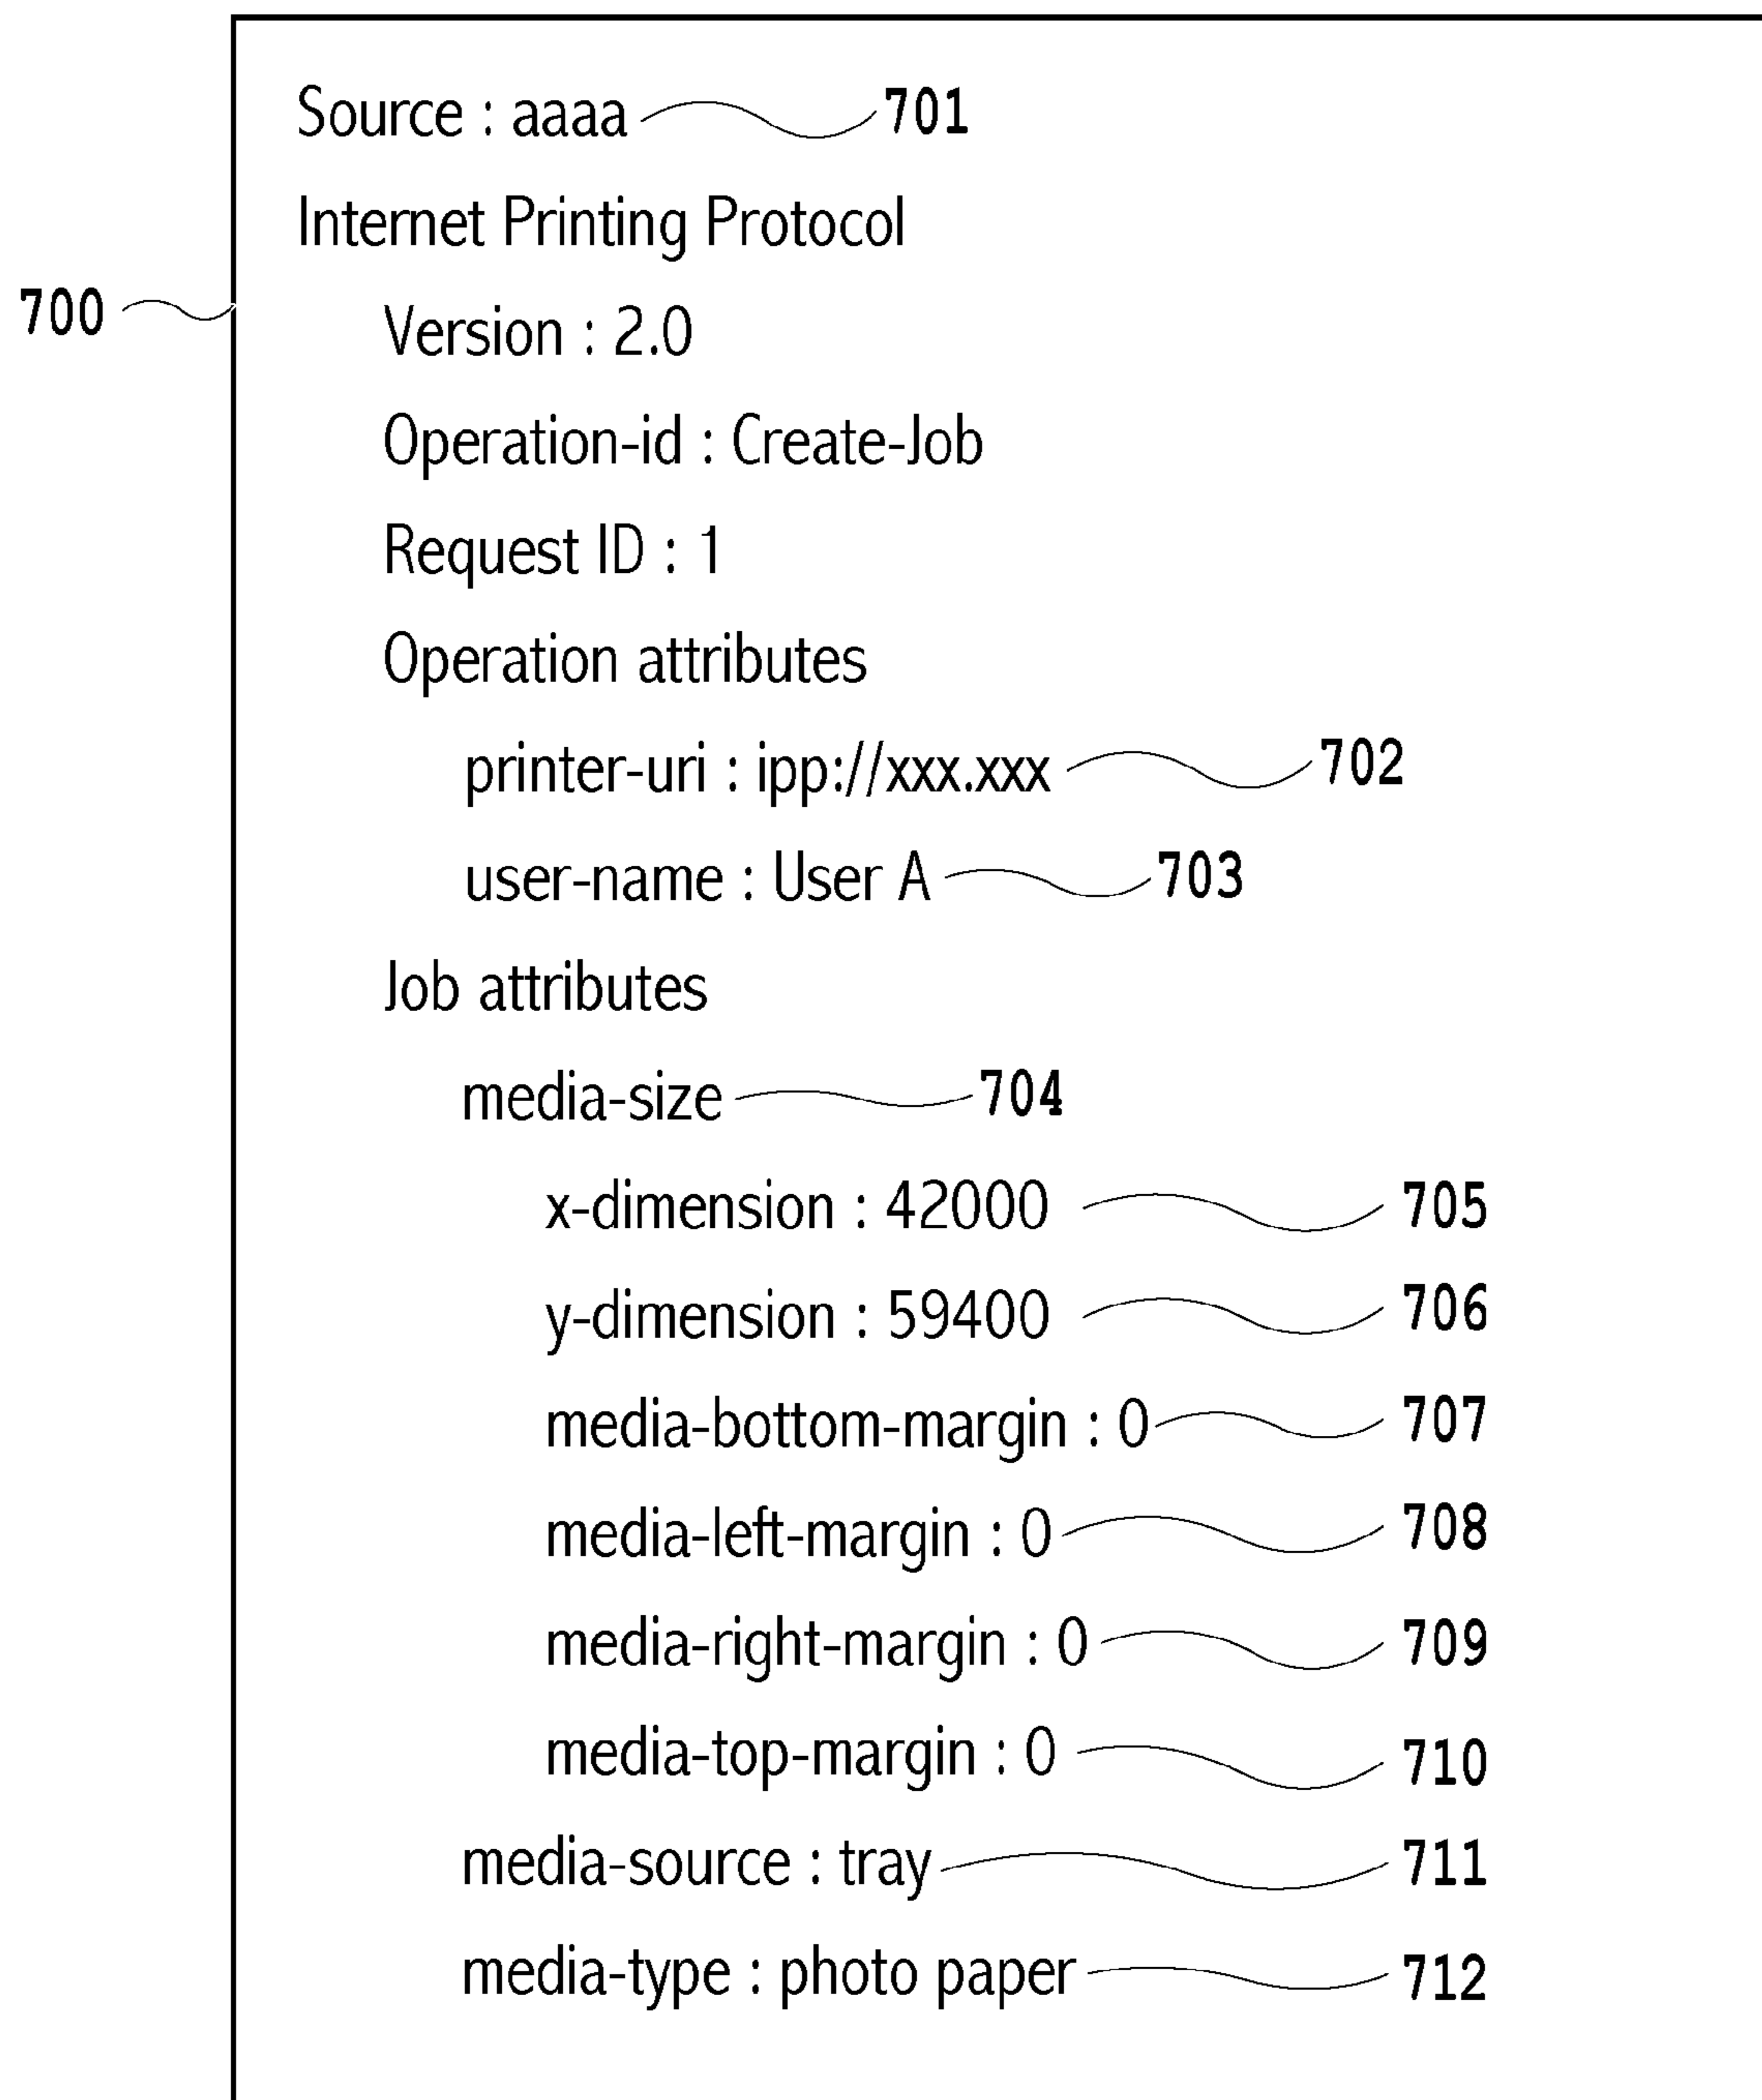 Source : aaaa 701
Internet Printing Protocol
700
Version : 2.0
Operation-id : Create-Job
Request ID : 1
Operation attributes
printer-uri : ipp://xxx.xxx 702
user-name : User A 703
Job attributes
media-size 704
x-dimension : 42000 705
y-dimension : 59400 706
media-bottom-margin : 0 707
media-left-margin : 0 708
media-right-margin : 0 709
media-top-margin : 0 710
media-source : tray 711
media-type : photo paper 712